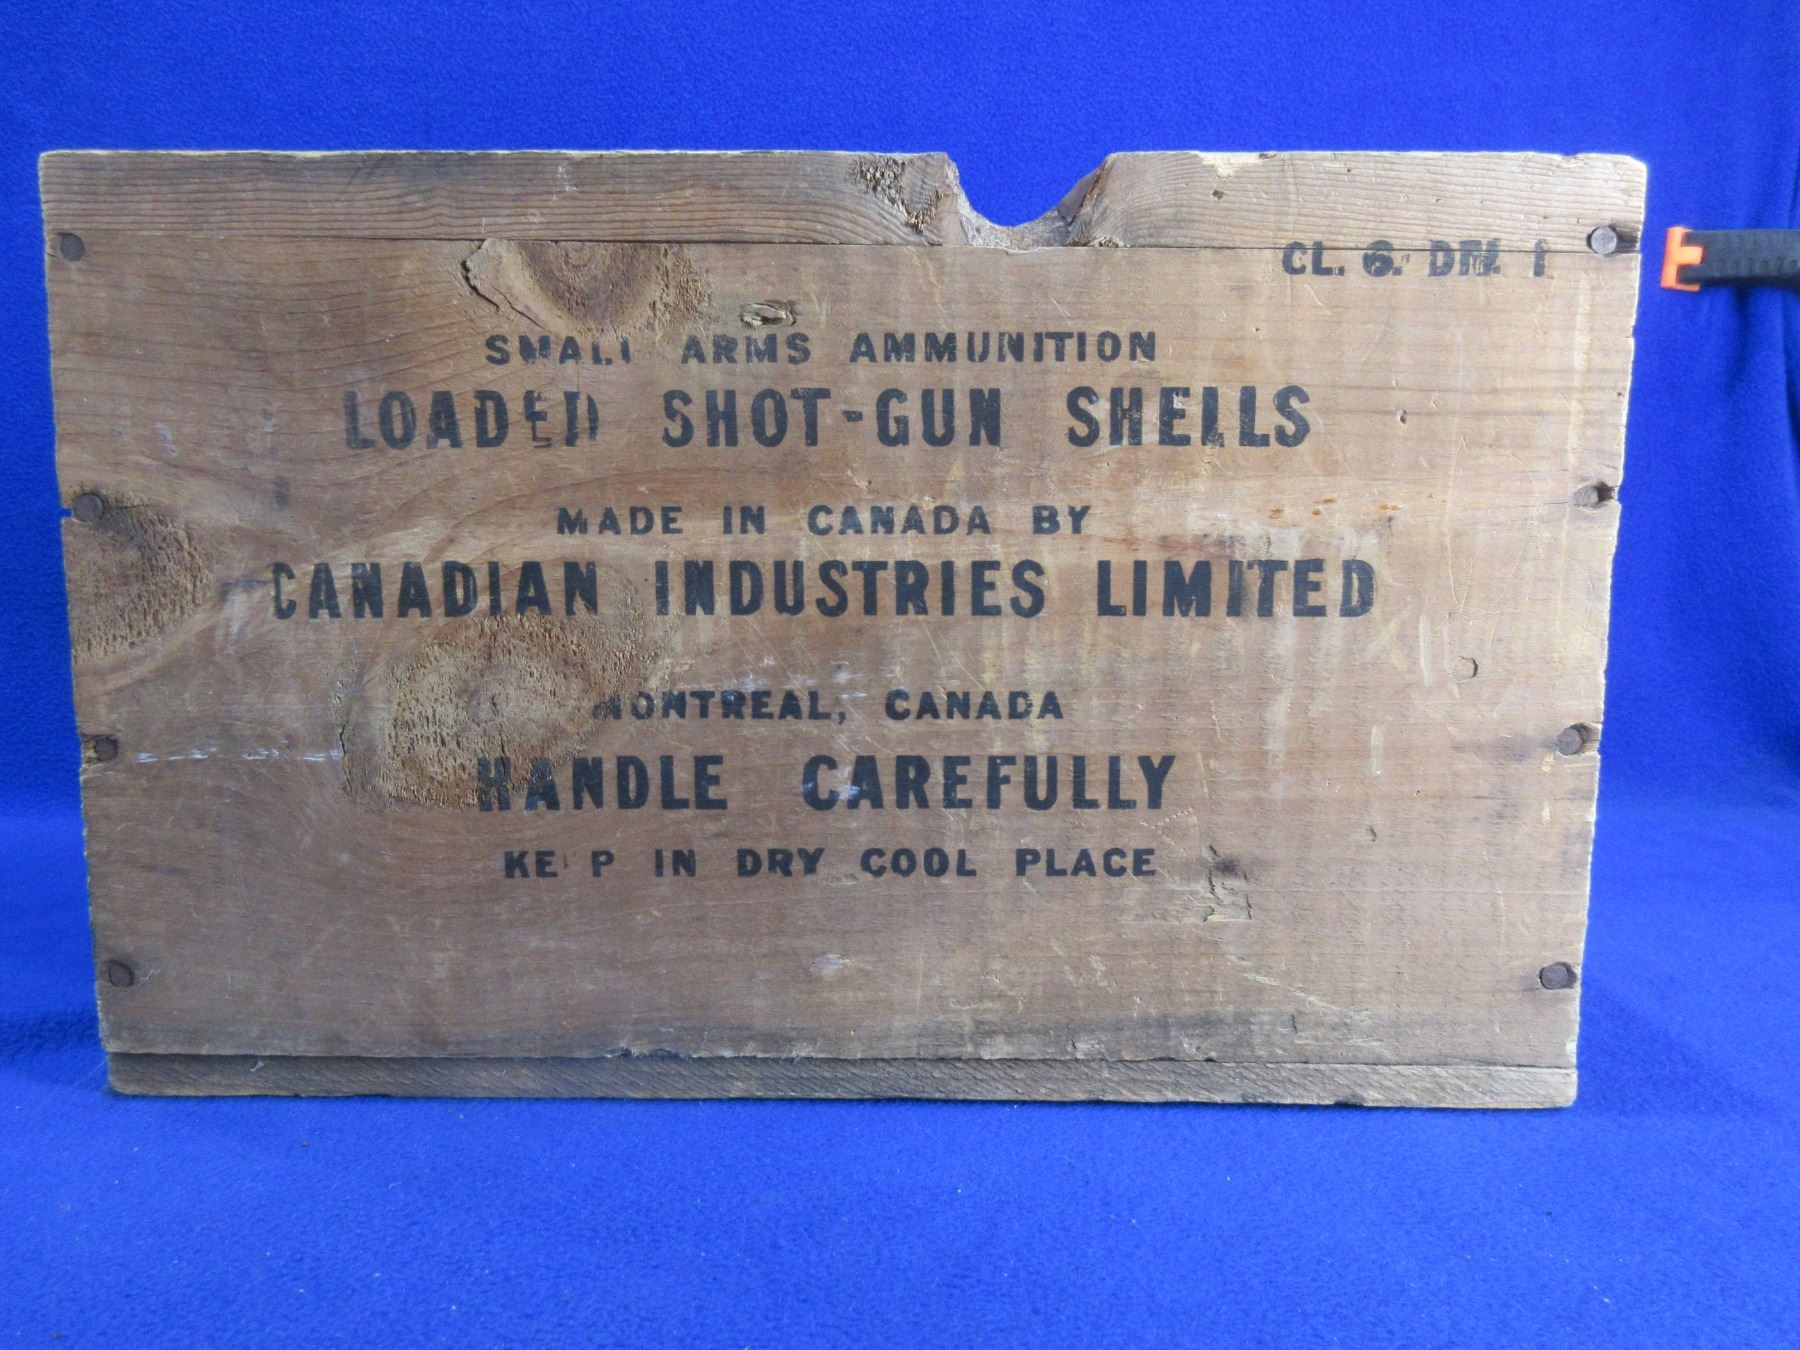 CL. 6. DIV. 1
SMALL ARMS AMMUNITION
LOADED SHOT-GUN SHELLS
MADE IN CANADA BY
CANADIAN INDUSTRIES LIMITED
MONTREAL, CANADA
HANDLE CAREFULLY
KEEP IN DRY COOL PLACE